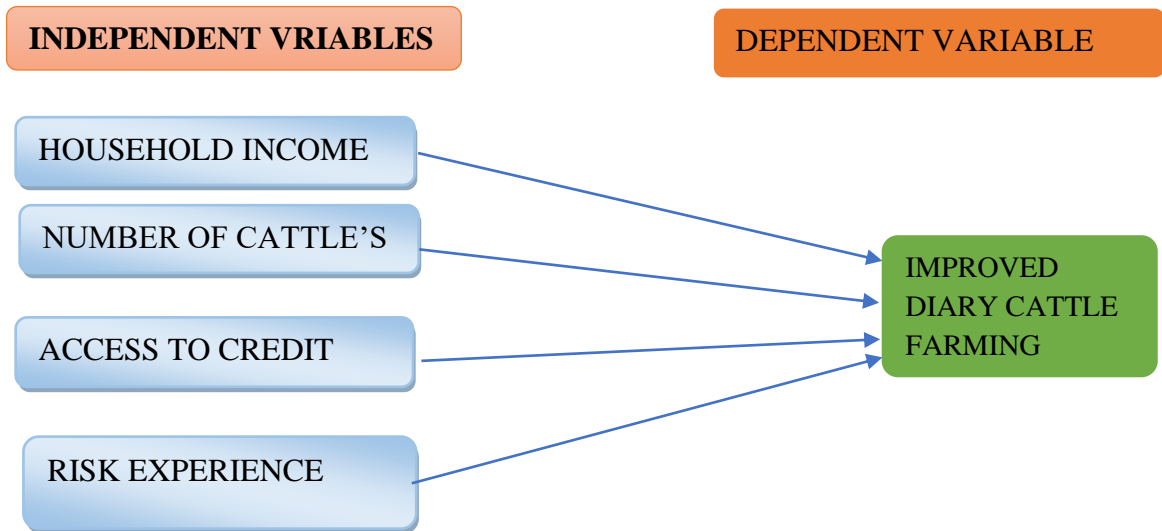 INDEPENDENT VRIABLES
DEPENDENT VARIABLE
HOUSEHOLD INCOME
NUMBER OF CATTLE’S
ACCESS TO CREDIT
RISK EXPERIENCE
IMPROVED
DIARY CATTLE
FARMING